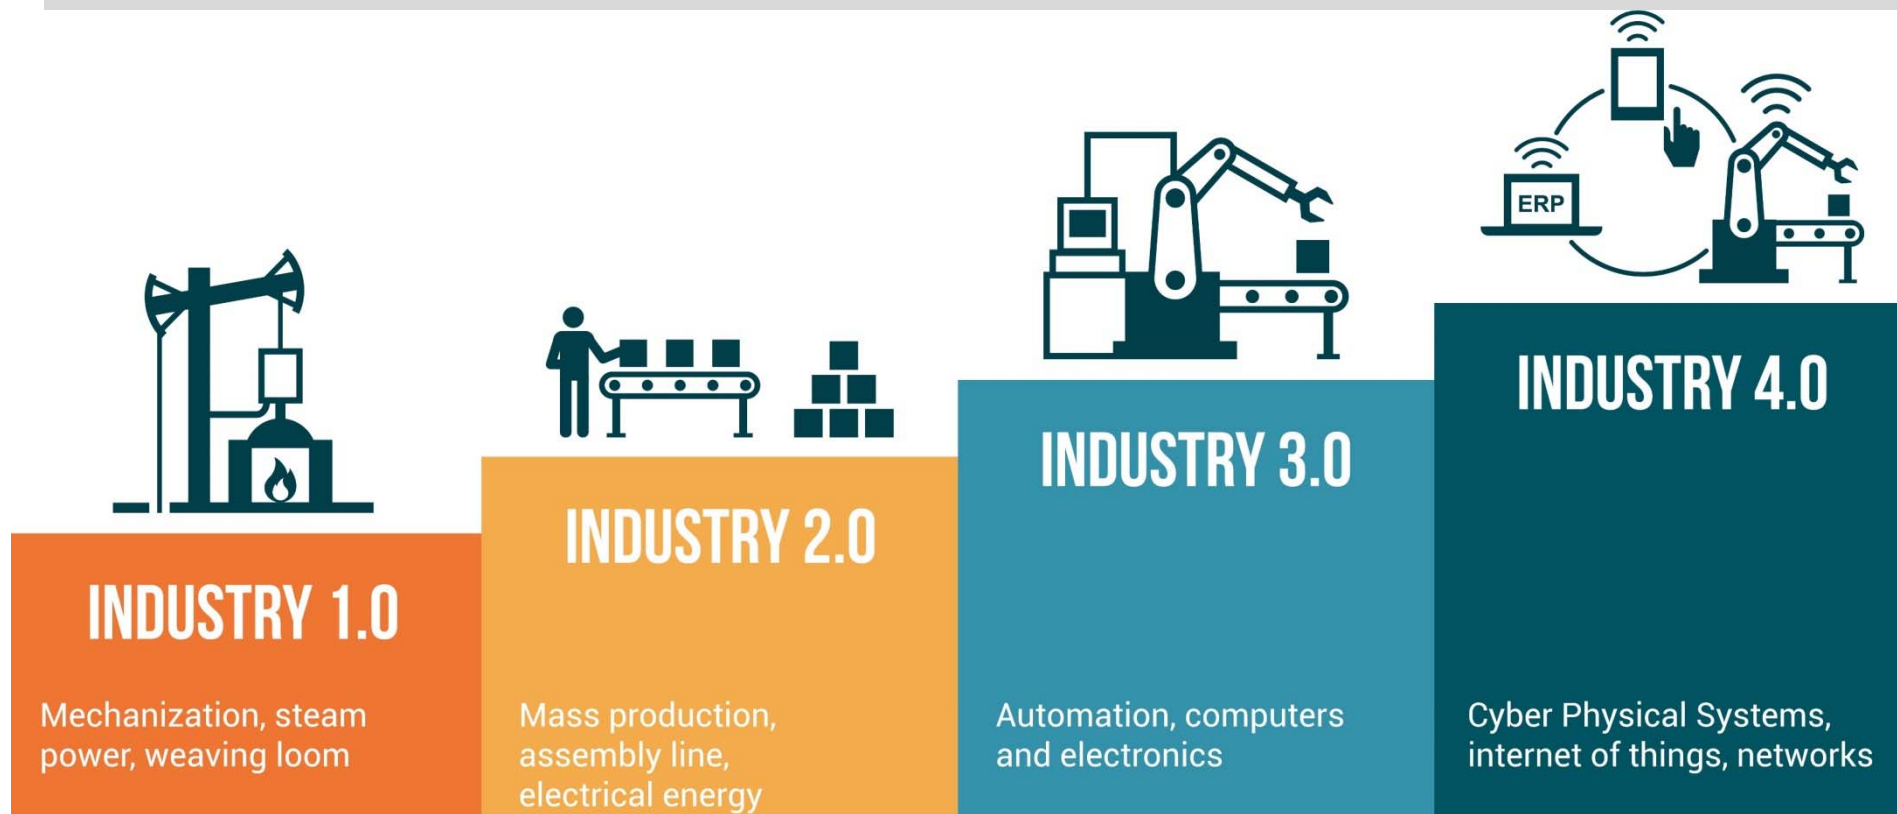 INDUSTRY 1.0
Mechanization, steam
power, weaving loom
INDUSTRY 2.0
Mass production,
assembly line,
electrical energy
INDUSTRY 3.0
Automation, computers
and electronics
ERP
INDUSTRY 4.0
Cyber Physical Systems,
internet of things, networks